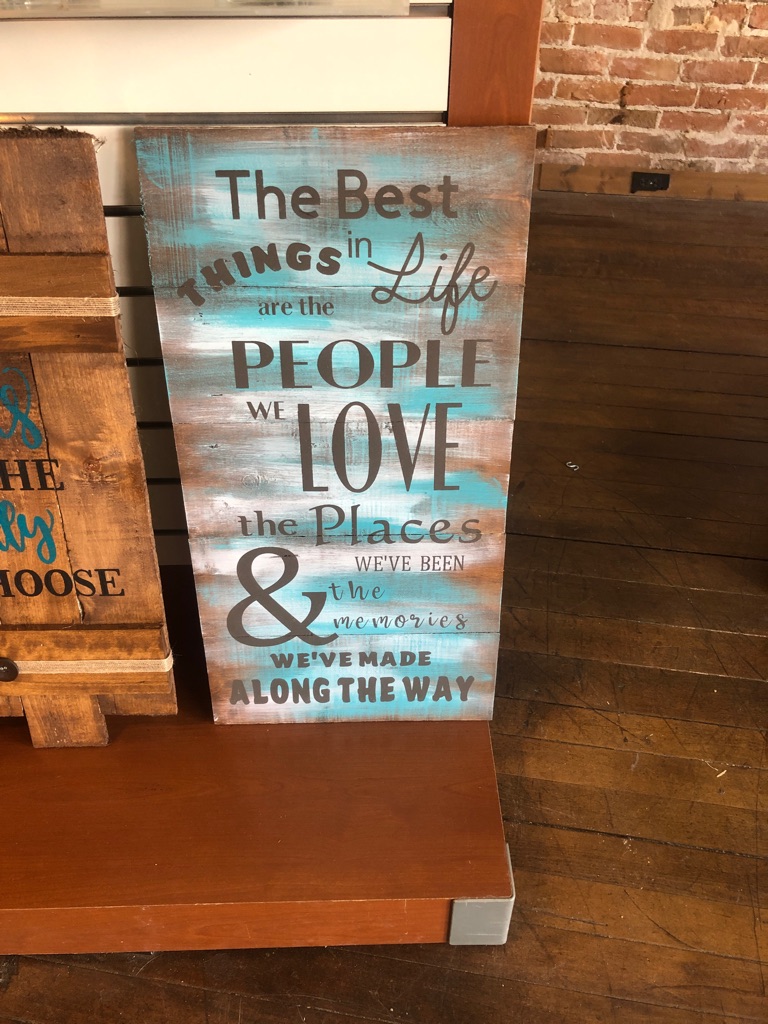 The Best
THINGS in Life
are the
PEOPLE
WE LOVE
the Places
& WE'VE BEEN
the
memories
WE'VE MADE
ALONG THE WAY
HE
HOOSE